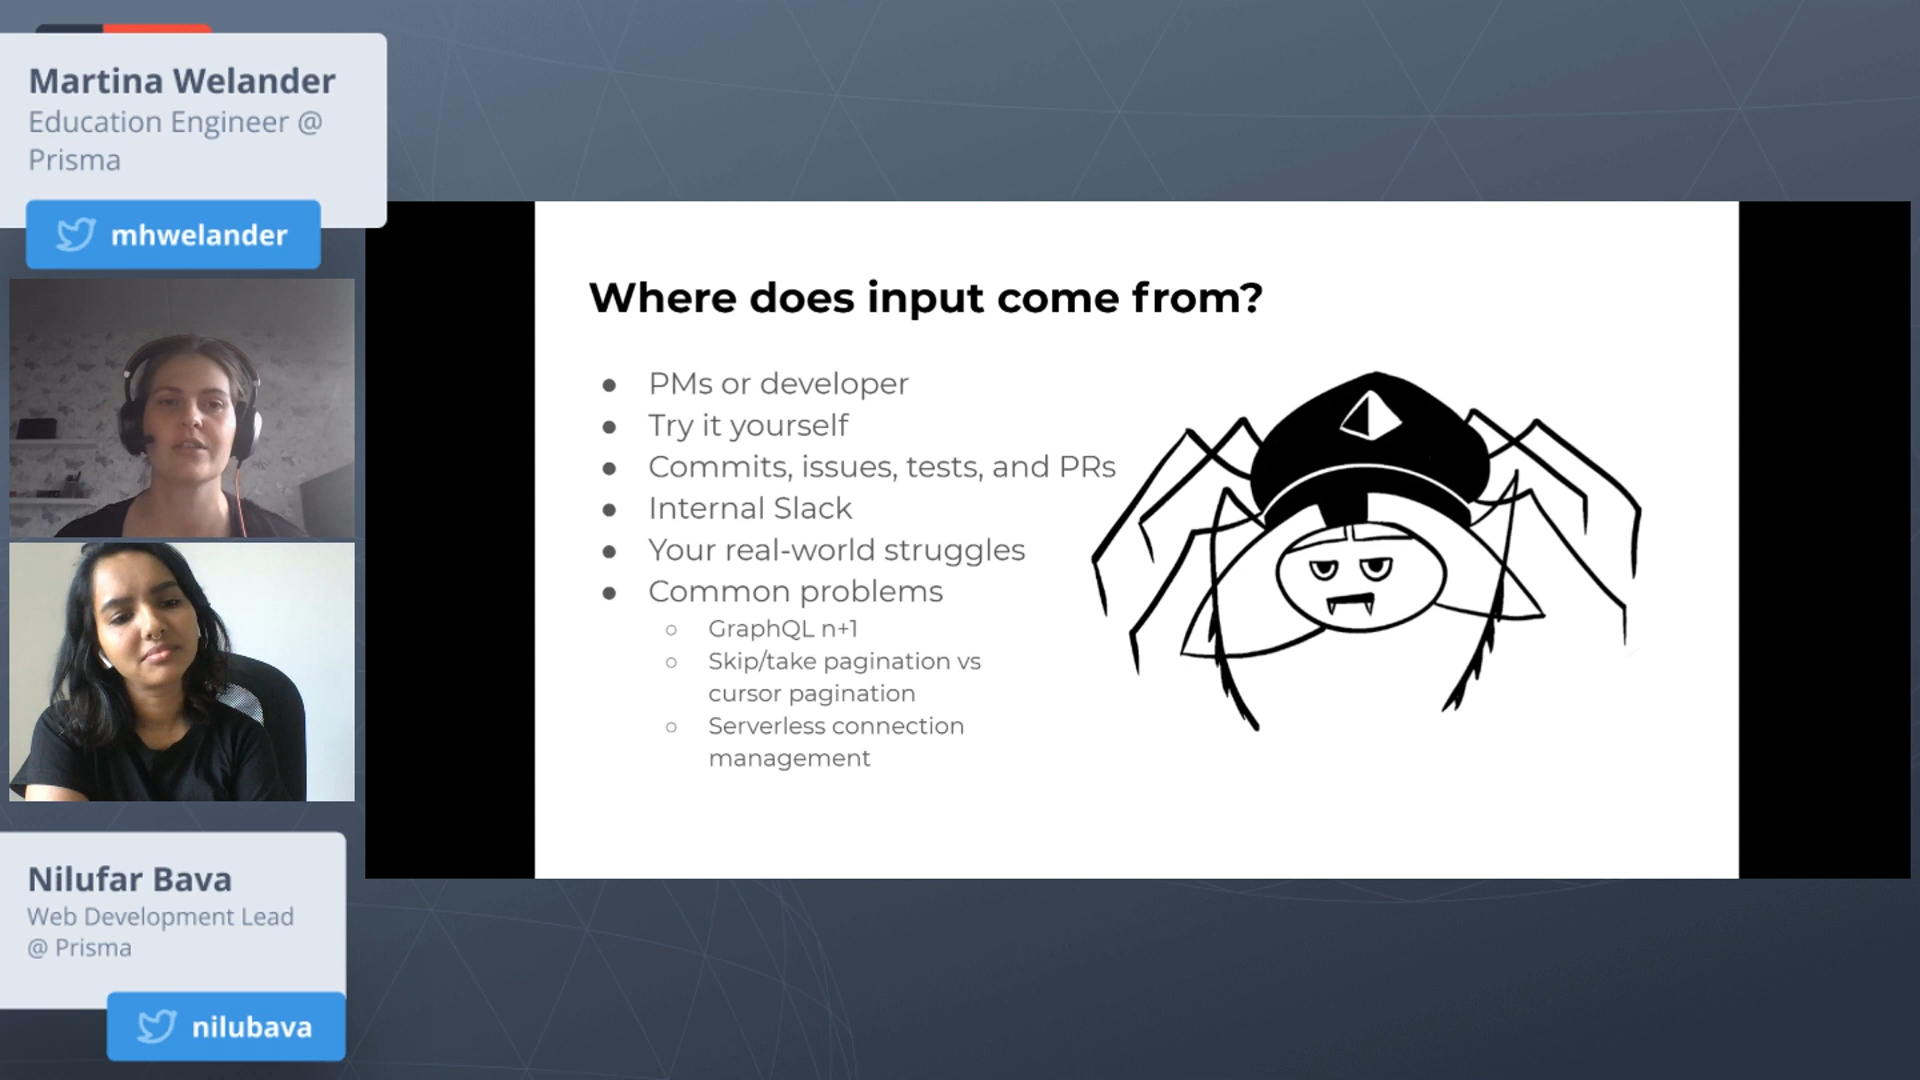 Martina Welander
Education Engineer @
Prisma
mhwelander
Where does input come from?
● PMs or developer
● Try it yourself
● Commits, issues, tests, and PRs
● Internal Slack
● Your real-world struggles
● Common problems
○ GraphQL n+1
○ Skip/take pagination vs
cursor pagination
○ Serverless connection
management
Nilufar Bava
Web Development Lead
@ Prisma
nilubava